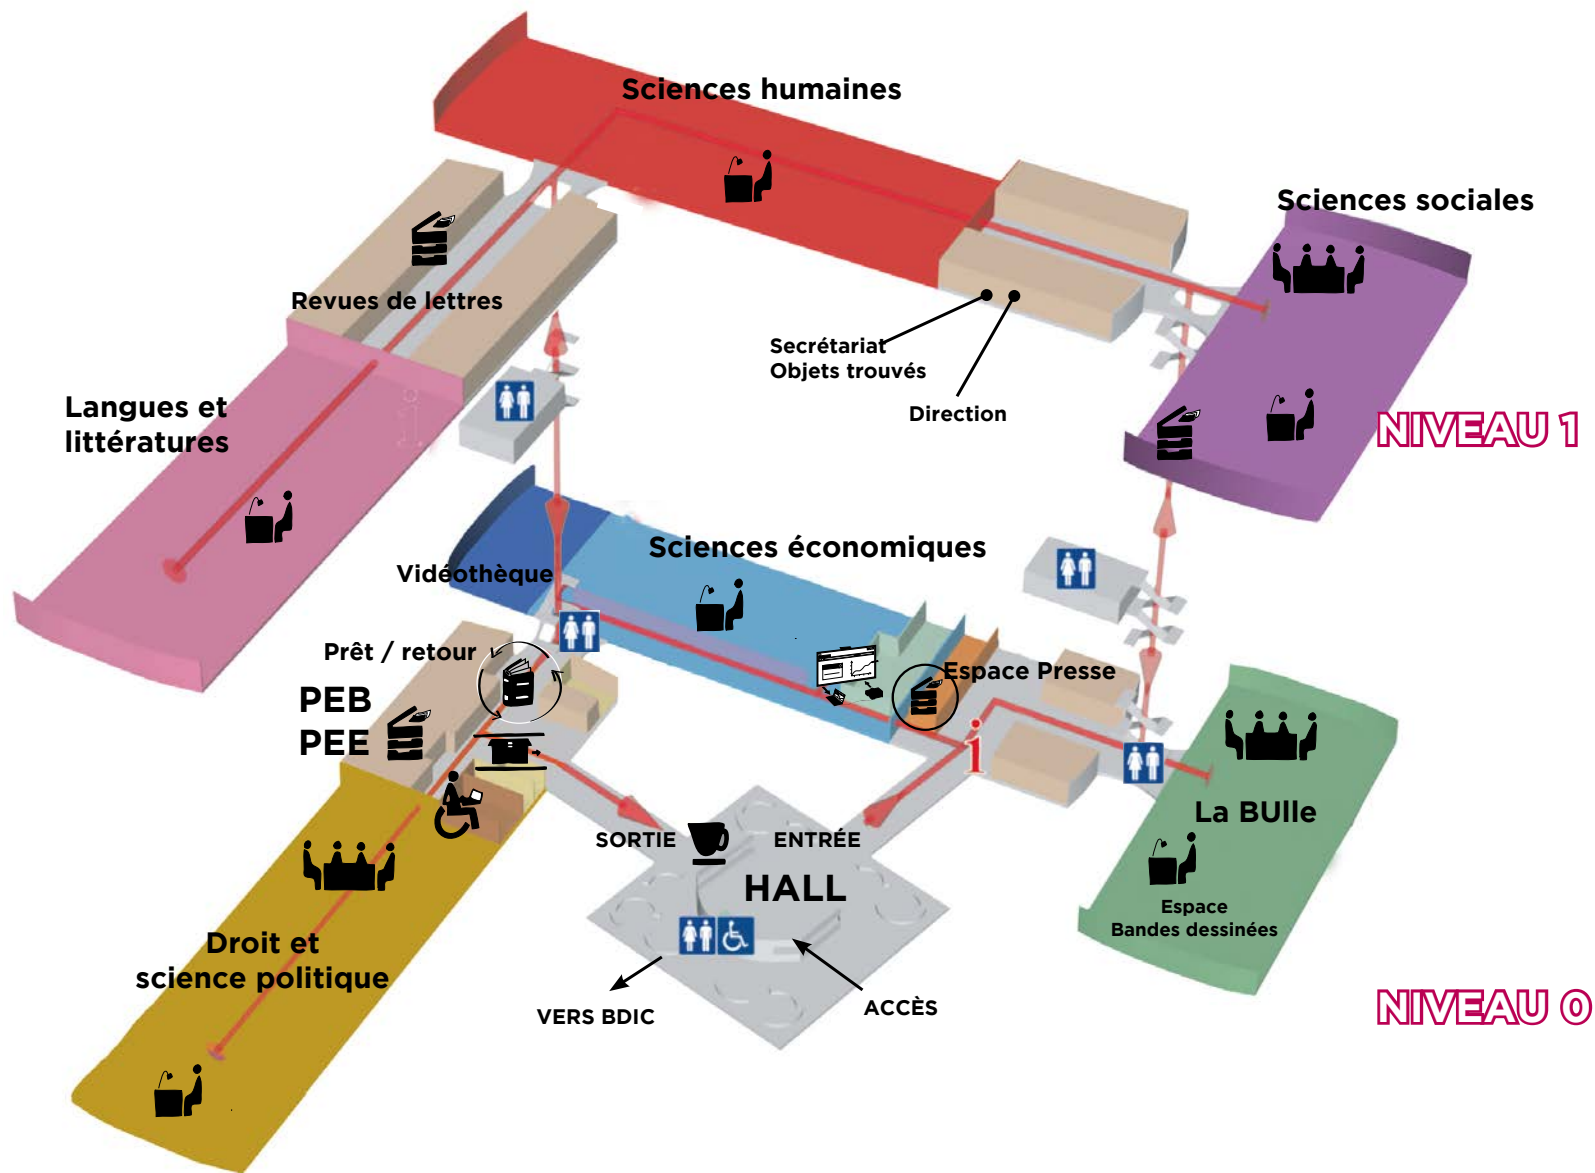 Sciences humaines
Sciences sociales
Revues de lettres
Secrétariat
Objets trouvés
Direction
Langues et
littératures
i
NIVEAU 1
Sciences économiques
Vidéothèque
Prêt / retour
Espace Presse
PEB
PEE
i
La BUlle
SORTIE
ENTRÉE
HALL
Espace
Bandes dessinées
Droit et
science politique
VERS BDIC
ACCÈS
NIVEAU 0